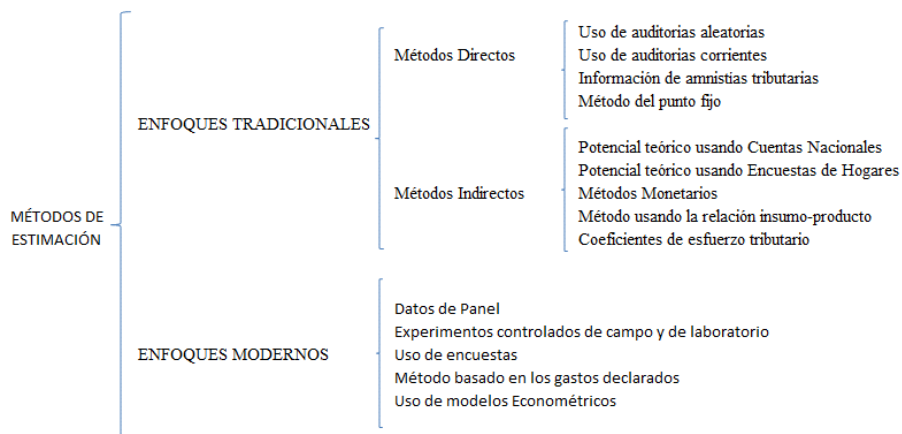 MÉTODOS DE
ESTIMACIÓN
ENFOQUES TRADICIONALES
Métodos Directos
Uso de auditorias aleatorias
Uso de auditorias corrientes
Información de amnistias tributarias
Método del punto fijo
Métodos Indirectos
Potencial teórico usando Cuentas Nacionales
Potencial teórico usando Encuestas de Hogares
Métodos Monetarios
Método usando la relación insumo-producto
Coeficientes de esfuerzo tributario
ENFOQUES MODERNOS
Datos de Panel
Experimentos controlados de campo y de laboratorio
Uso de encuestas
Método basado en los gastos declarados
Uso de modelos Econométricos